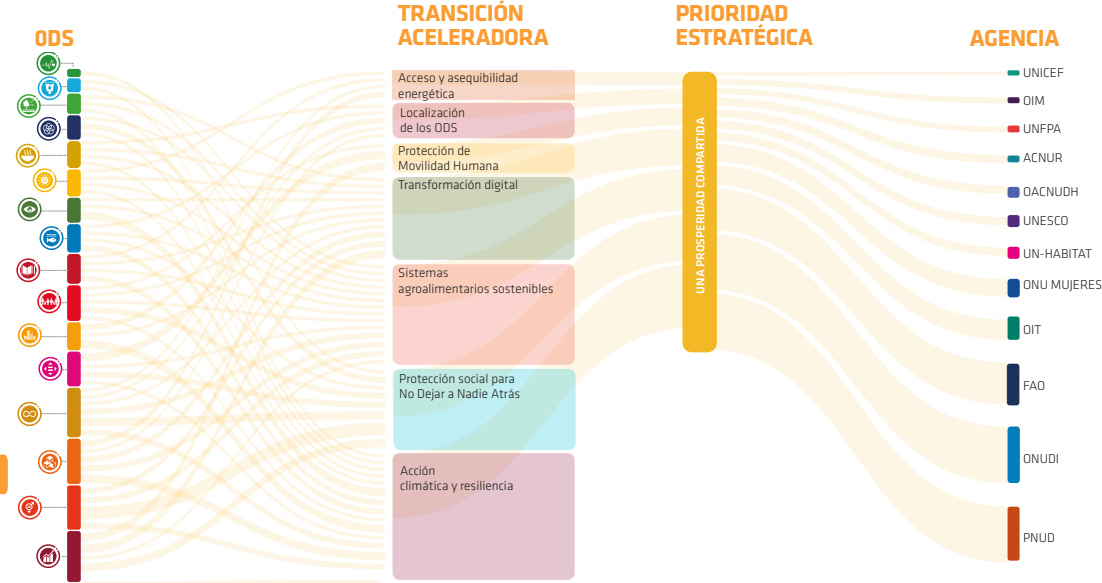 ODS
TRANSICIÓN
ACELERADORA
PRIORIDAD
ESTRATÉGICA
AGENCIA
Acceso y asequibilidad
energética
Localización
de los ODS
Protección de
Movilidad Humana
Transformación digital
Sistemas
agroalimentarios sostenibles
Protección social para
No Dejar a Nadie Atrás
Acción
climática y resiliencia
UNA PROSPERIDAD COMPARTIDA
UNICEF
OIM
UNFPA
ACNUR
OACNUDH
UNESCO
UN-HABITAT
ONU MUJERES
OIT
FAO
ONUDI
PNUD